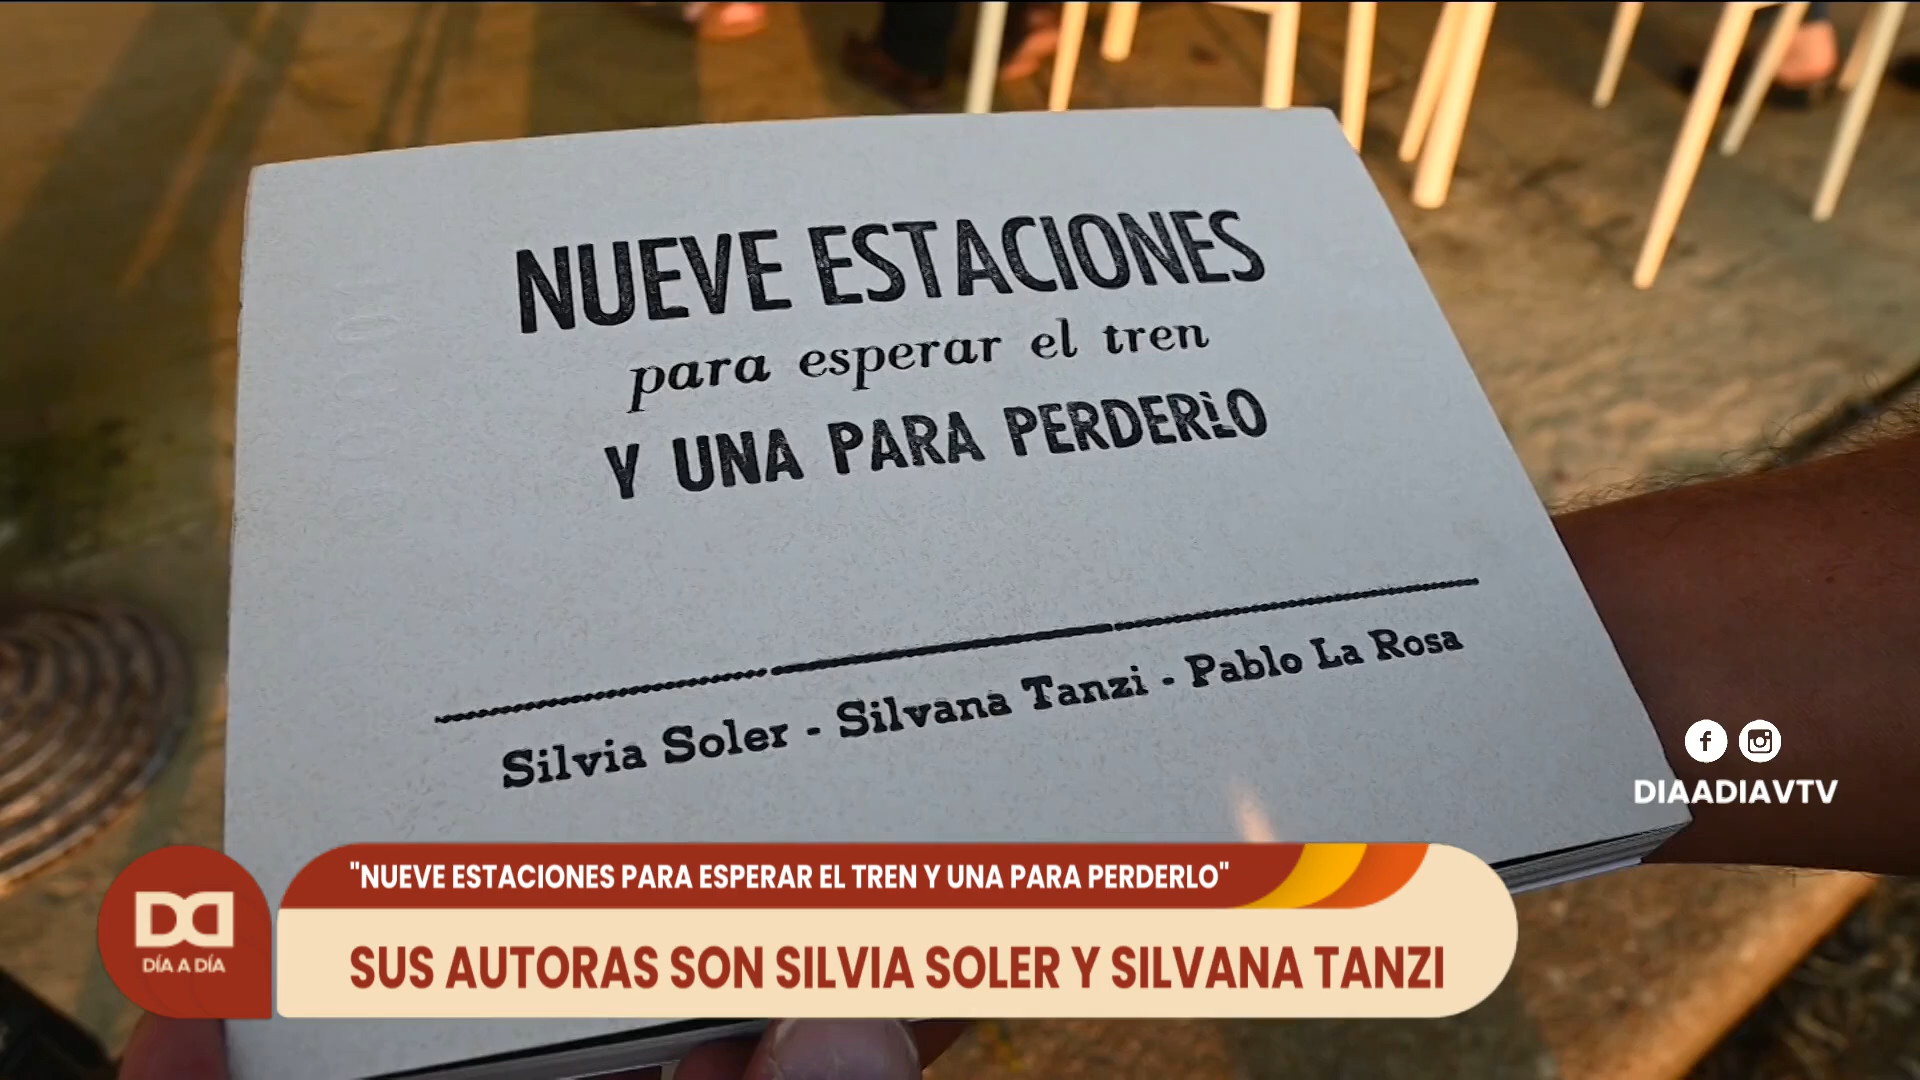 NUEVE ESTACIONES
para esperar el tren
Y UNA PARA PERDERLO
Silvia Soler - Silvana Tanzi - Pablo La Rosa
DIAADIAVTV
"NUEVE ESTACIONES PARA ESPERAR EL TREN Y UNA PARA PERDERLO"
DÍA A DÍA
SUS AUTORAS SON SILVIA SOLER Y SILVANA TANZI